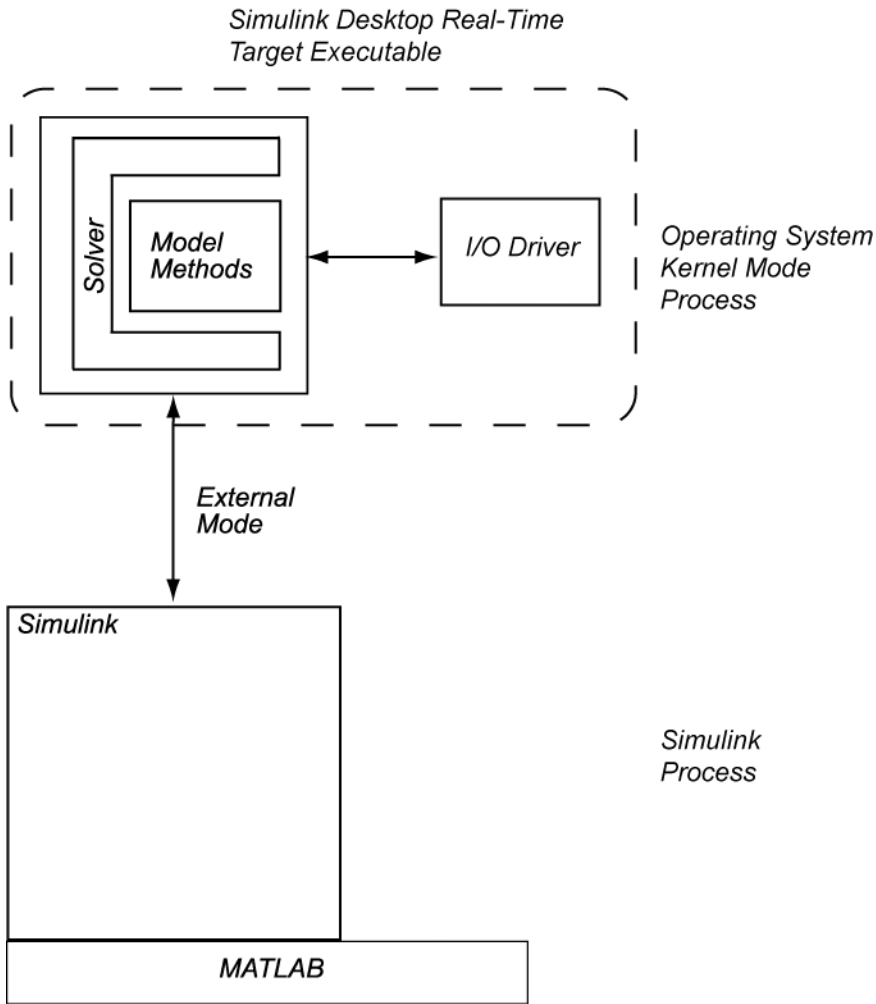 Simulink Desktop Real-Time
Target Executable
Solver
Model
Methods
I/O Driver
Operating System
Kernel Mode
Process
External
Mode
Simulink
Simulink
Process
MATLAB